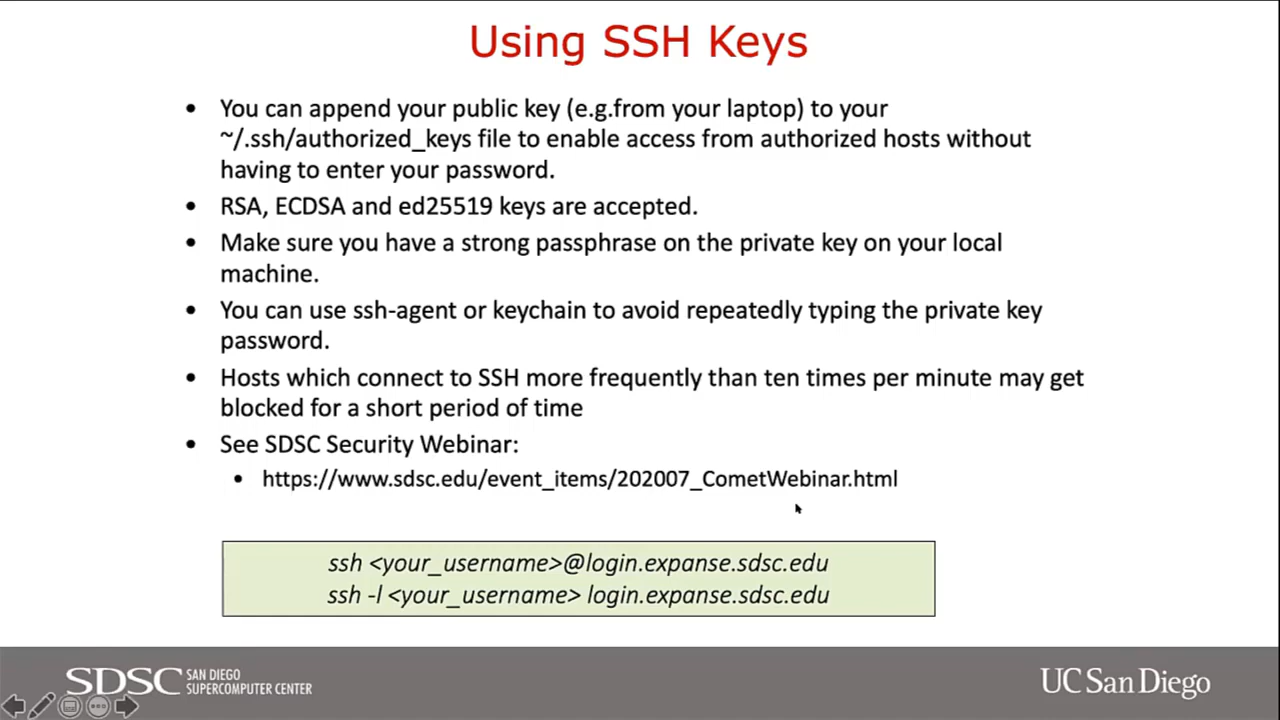 Using SSH Keys
• You can append your public key (e.g.from your laptop) to your
~/.ssh/authorized_keys file to enable access from authorized hosts without
having to enter your password.
• RSA, ECDSA and ed25519 keys are accepted.
• Make sure you have a strong passphrase on the private key on your local
machine.
• You can use ssh-agent or keychain to avoid repeatedly typing the private key
password.
• Hosts which connect to SSH more frequently than ten times per minute may get
blocked for a short period of time
• See SDSC Security Webinar:
• https://www.sdsc.edu/event_items/202007_CometWebinar.html
ssh <your_username>@login.expanse.sdsc.edu
ssh -l <your_username> login.expanse.sdsc.edu
SDSC SAN DIEGO
SUPERCOMPUTER CENTER
UC San Diego